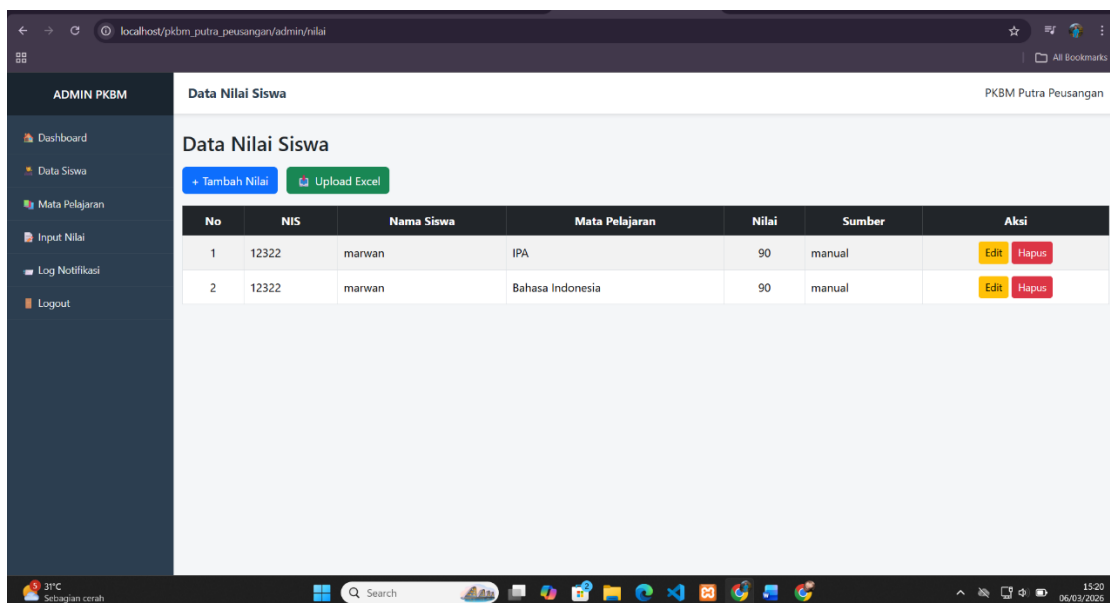 localhost/pkbm_putra_peusangan/admin/nilai
All Bookmarks
ADMIN PKBM
Data Nilai Siswa
PKBM Putra Peusangan
Dashboard
Data Siswa
Mata Pelajaran
Input Nilai
Log Notifikasi
Logout
Data Nilai Siswa
+ Tambah Nilai
Upload Excel
No NIS Nama Siswa Mata Pelajaran Nilai Sumber Aksi
1 12322 marwan IPA 90 manual Edit Hapus
2 12322 marwan Bahasa Indonesia 90 manual Edit Hapus
5
31°C
Sebagian cerah
Search
2
15:20
06/03/2026